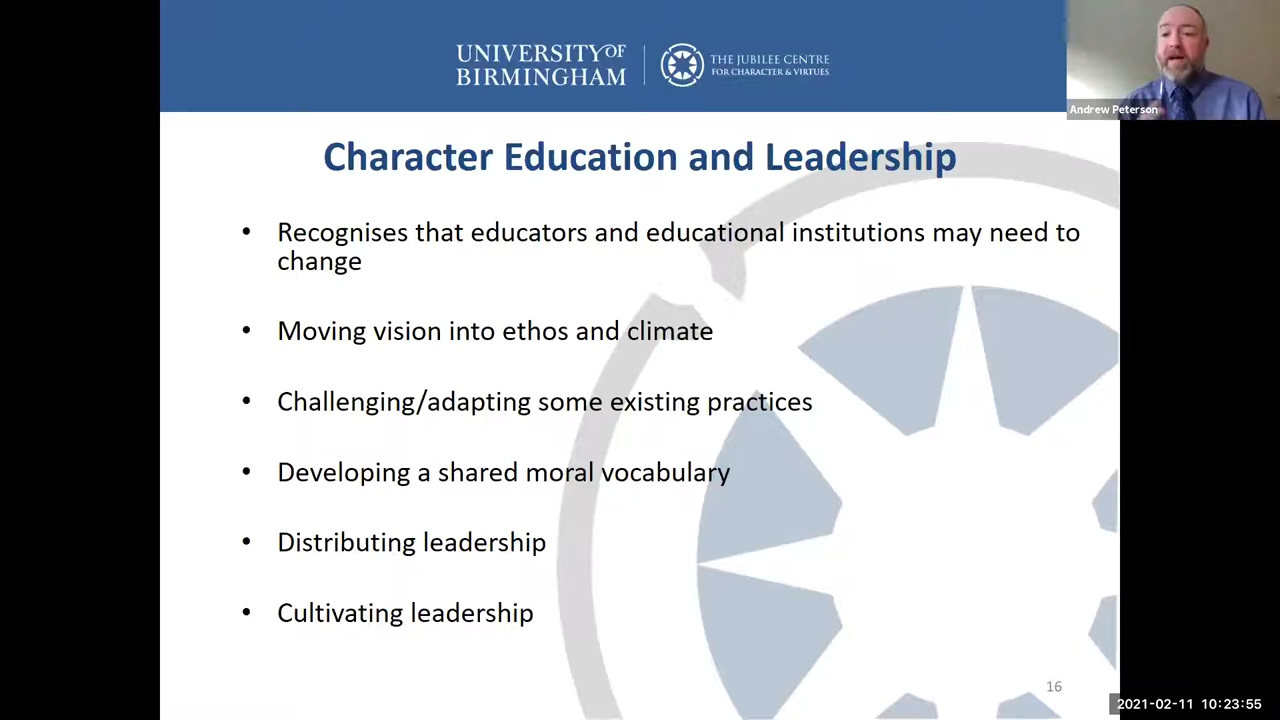 UNIVERSITY OF
BIRMINGHAM
THE JUBILEE CENTRE
FOR CHARACTER & VIRTUES
Andrew Peterson
Character Education and Leadership
• Recognises that educators and educational institutions may need to
change
• Moving vision into ethos and climate
• Challenging/adapting some existing practices
• Developing a shared moral vocabulary
• Distributing leadership
• Cultivating leadership
16
2021-02-11 10:23:55